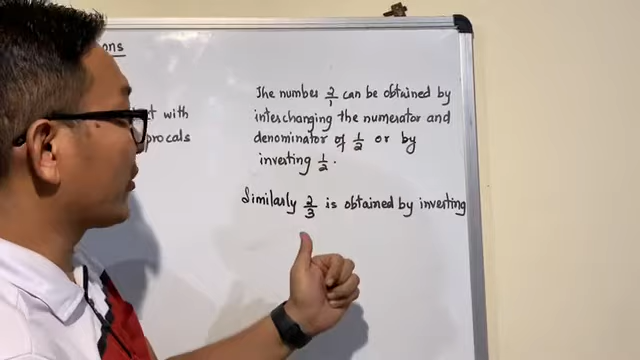 ons
with
procals
The number 2/1 can be obtained by
interchanging the numerator and
denominator of 1/2 or by
inverting 1/2.
Similarly 2/3 is obtained by inverting